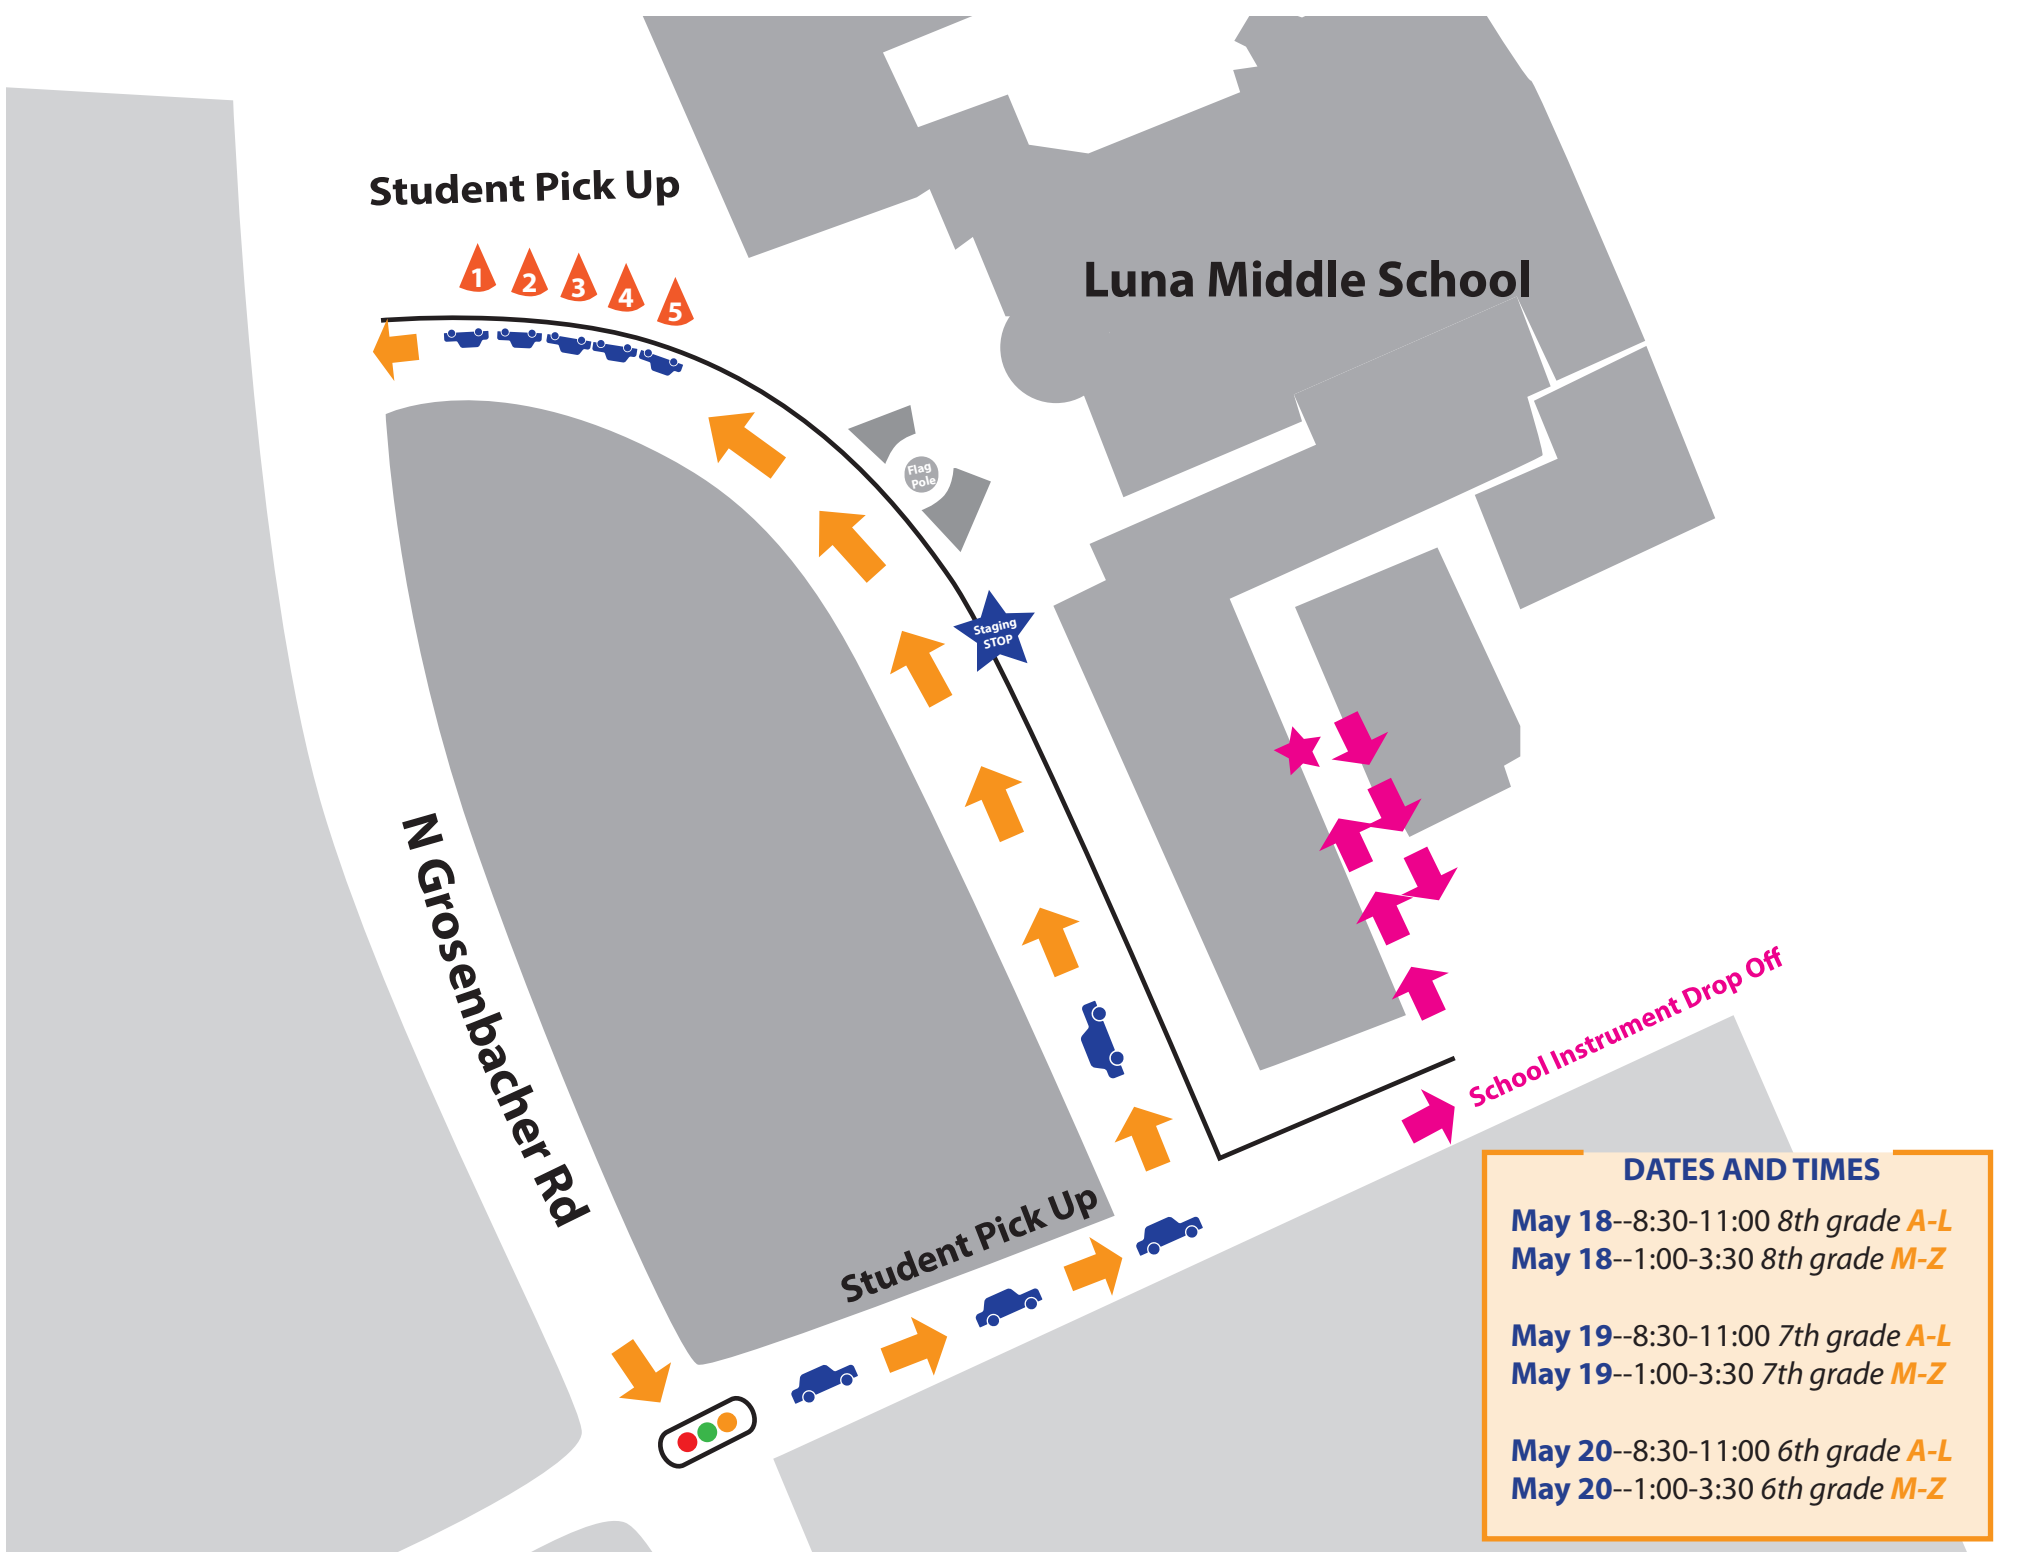 Student Pick Up
1
2
3
4
5
Luna Middle School
Flag
Pole
Staging
STOP
N Grosenbacher Rd
School Instrument Drop Off
Student Pick Up
DATES AND TIMES
May 18--8:30-11:00 8th grade A-L
May 18--1:00-3:30 8th grade M-Z
May 19--8:30-11:00 7th grade A-L
May 19--1:00-3:30 7th grade M-Z
May 20--8:30-11:00 6th grade A-L
May 20--1:00-3:30 6th grade M-Z